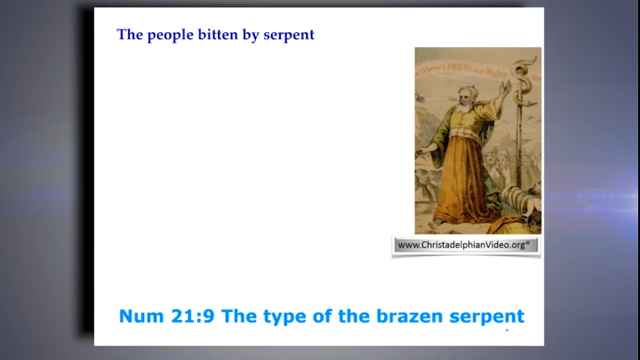 The people bitten by serpent
www.ChristadelphianVideo.org®
Num 21:9 The type of the brazen serpent